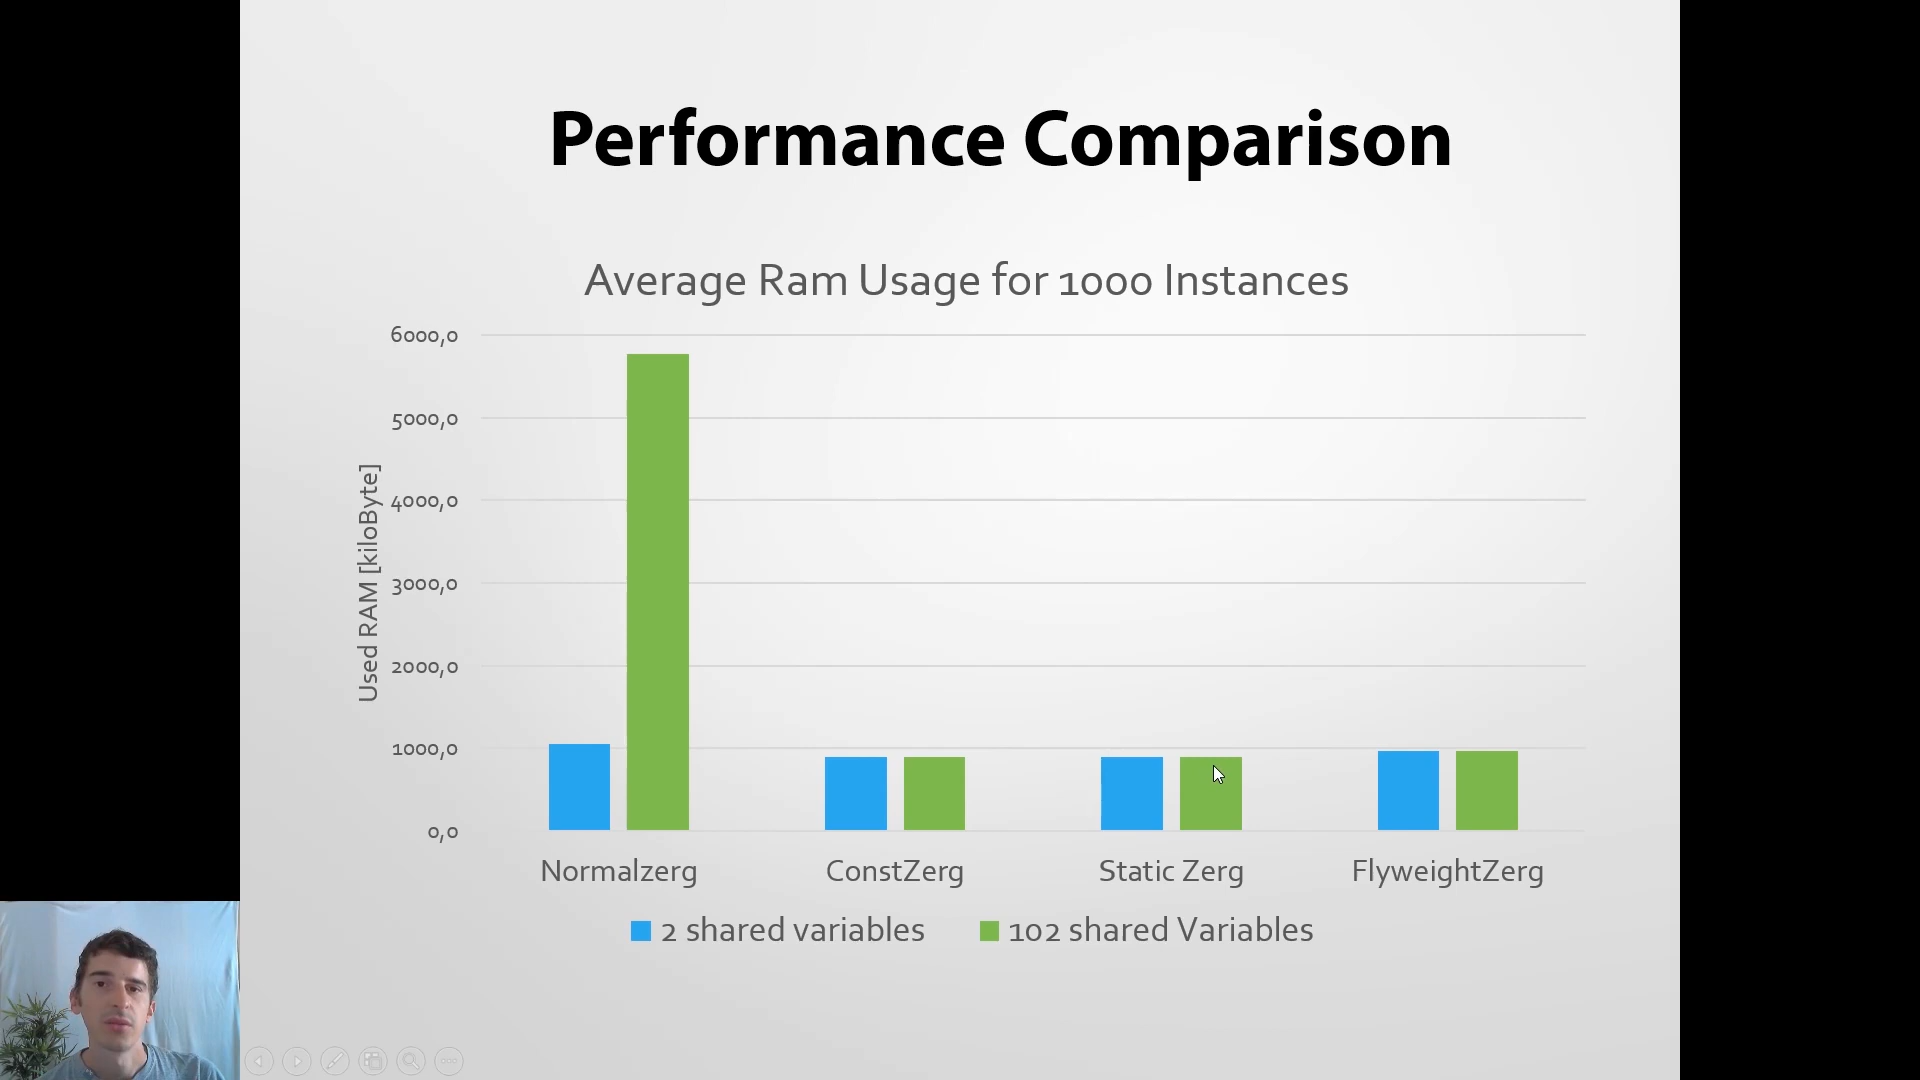 Performance Comparison
Average Ram Usage for 1000 Instances
Used RAM [kiloByte]
6000,0
5000,0
4000,0
3000,0
2000,0
1000,0
0,0
Normalzerg
ConstZerg
Static Zerg
FlyweightZerg
2 shared variables
102 shared Variables